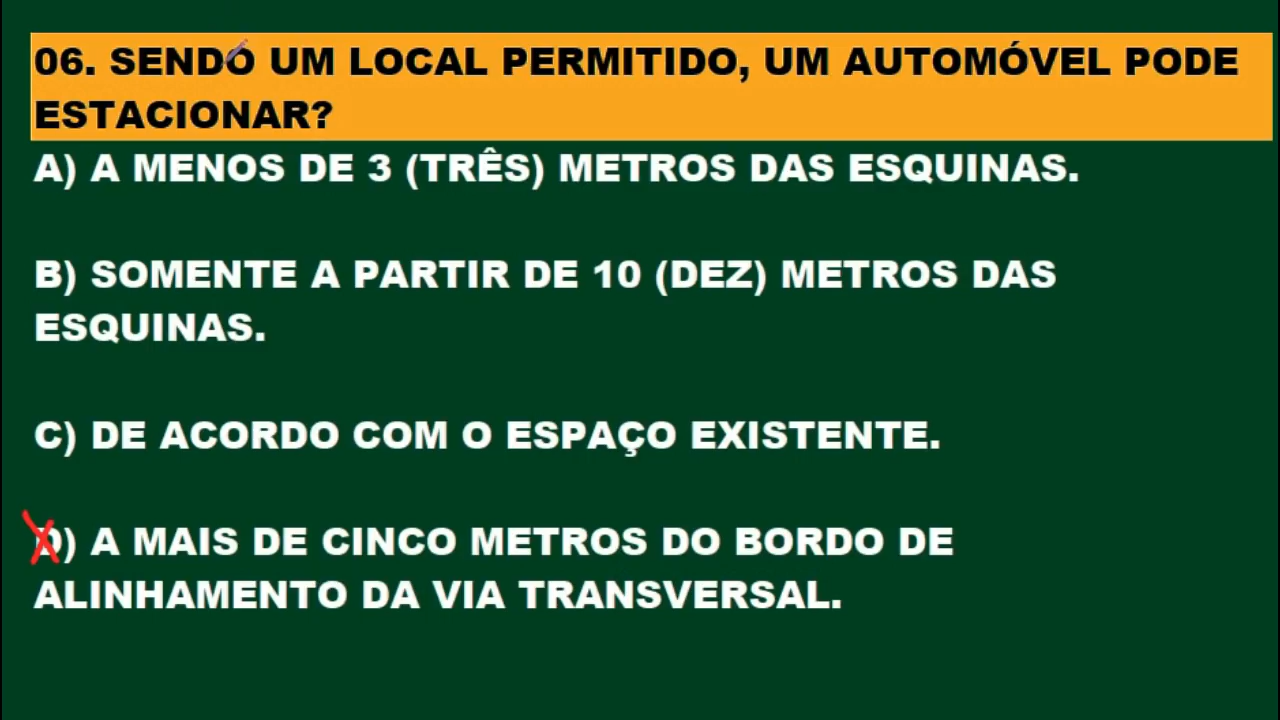 06. SENDO UM LOCAL PERMITIDO, UM AUTOMÓVEL PODE
ESTACIONAR?
A) A MENOS DE 3 (TRÊS) METROS DAS ESQUINAS.
B) SOMENTE A PARTIR DE 10 (DEZ) METROS DAS
ESQUINAS.
C) DE ACORDO COM O ESPAÇO EXISTENTE.
D) A MAIS DE CINCO METROS DO BORDO DE
ALINHAMENTO DA VIA TRANSVERSAL.